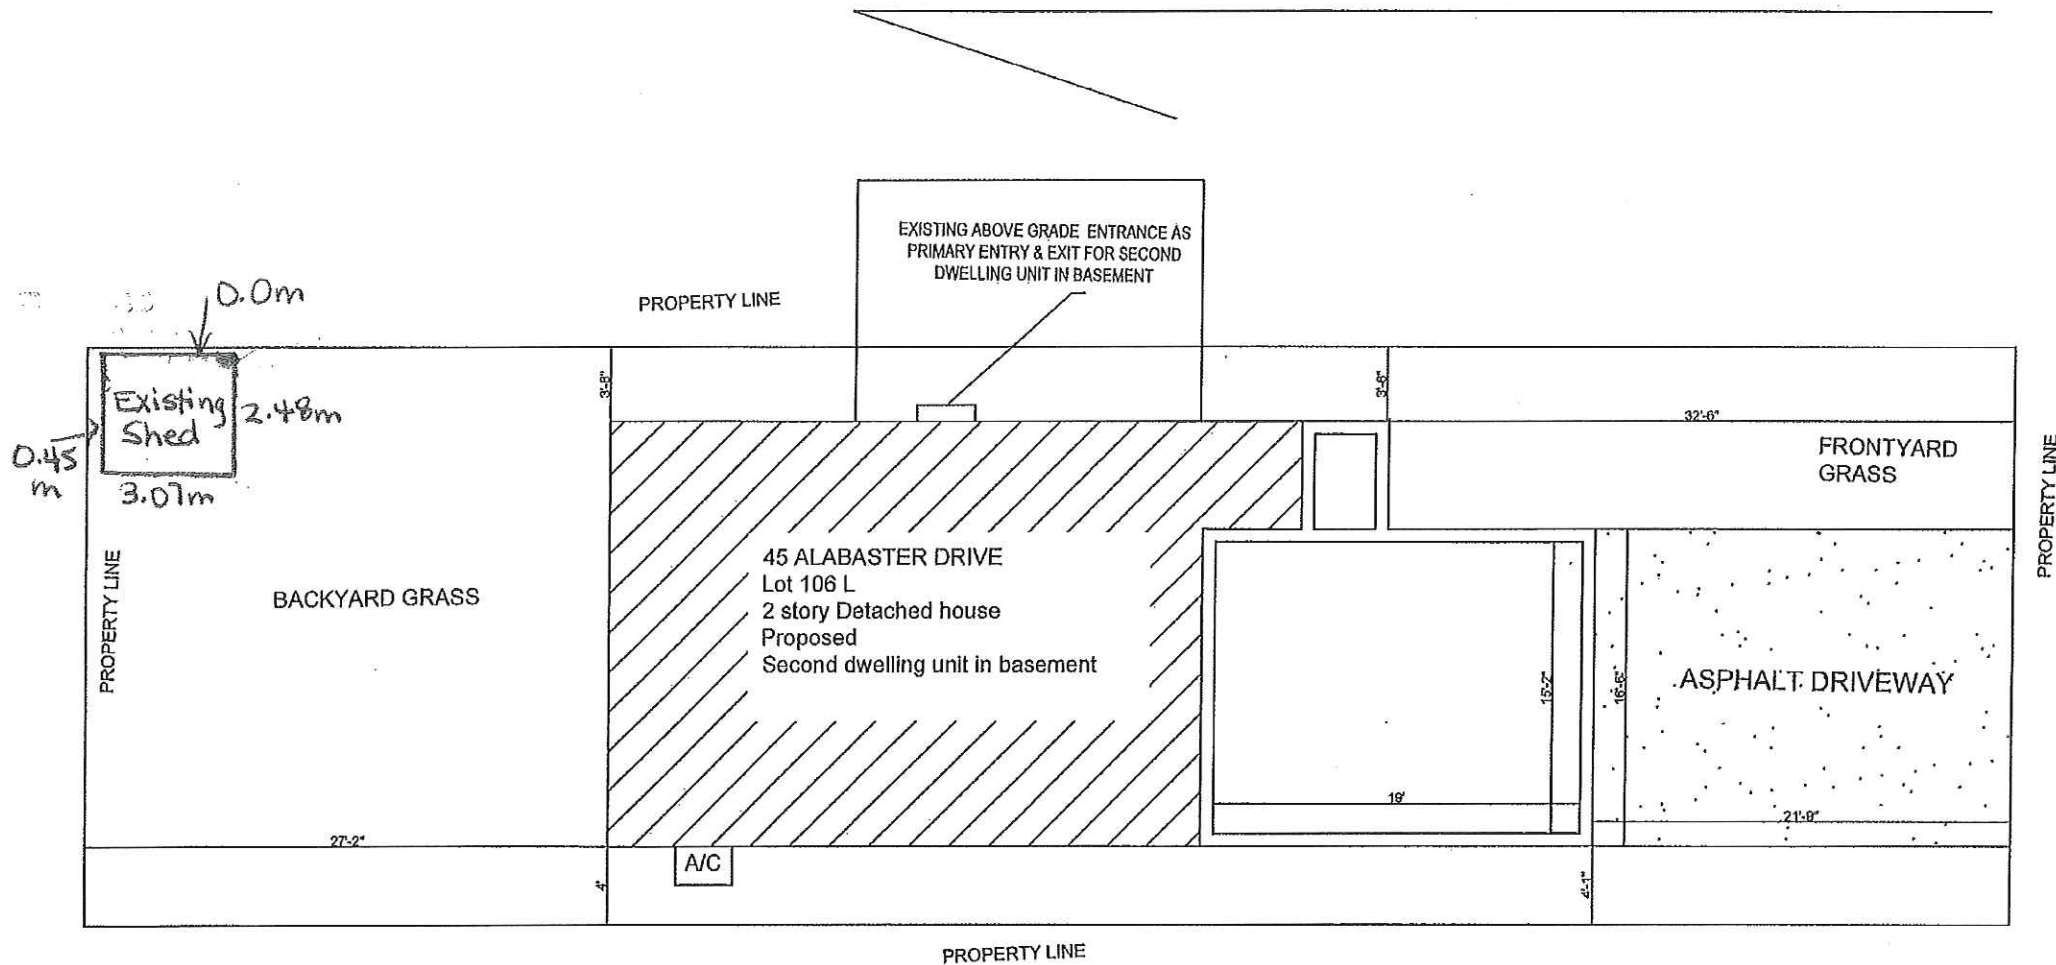 EXISTING ABOVE GRADE ENTRANCE AS
PRIMARY ENTRY & EXIT FOR SECOND
DWELLING UNIT IN BASEMENT
0.0m
PROPERTY LINE
Existing
Shed
2.48m
0.45
m
3.07m
3'-8"
3'-6"
32'-6"
FRONTYARD
GRASS
PROPERTY LINE
PROPERTY LINE
BACKYARD GRASS
45 ALABASTER DRIVE
Lot 106 L
2 story Detached house
Proposed
Second dwelling unit in basement
15'-2"
16'-6"
ASPHALT DRIVEWAY
19'
21'-9"
27'-2"
A/C
4'
4'-1"
PROPERTY LINE